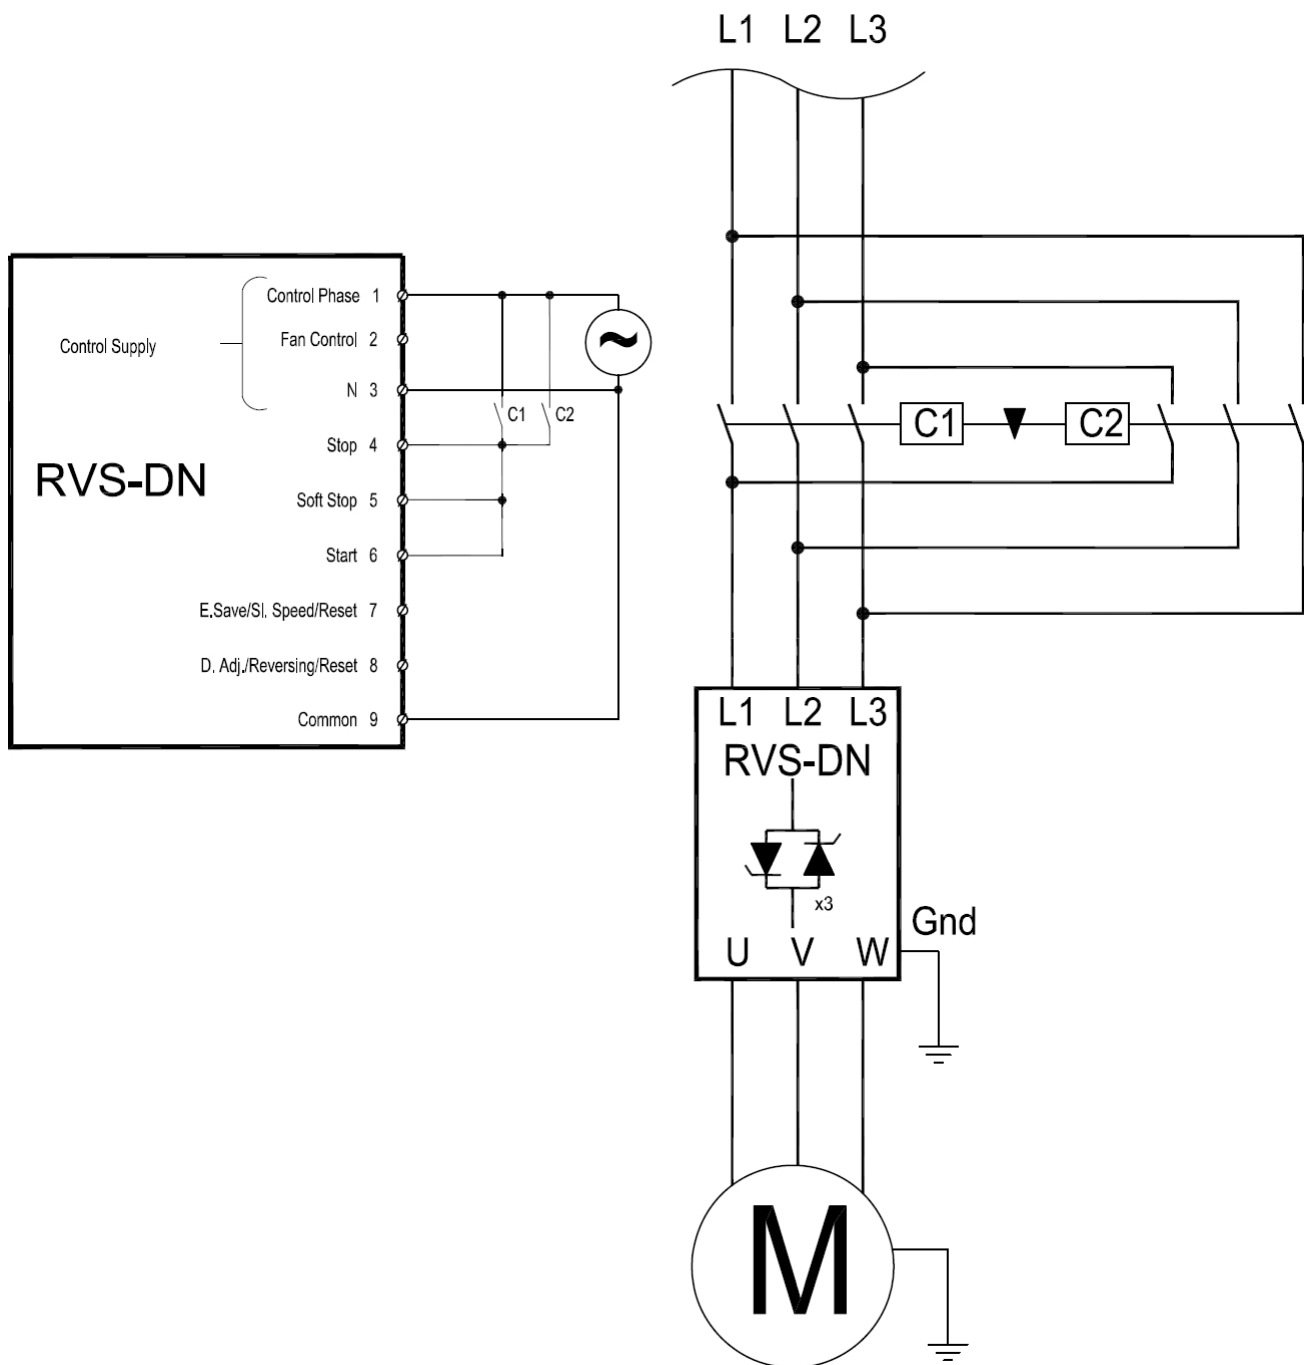 L1 L2 L3
Control Phase 1
Fan Control 2
Control Supply
N 3
C1 C2
C1 C2
Stop 4
RVS-DN
Soft Stop 5
Start 6
E.Save/Sl. Speed/Reset 7
D. Adj./Reversing/Reset 8
Common 9
L1 L2 L3
RVS-DN
x3
Gnd
U V W
M